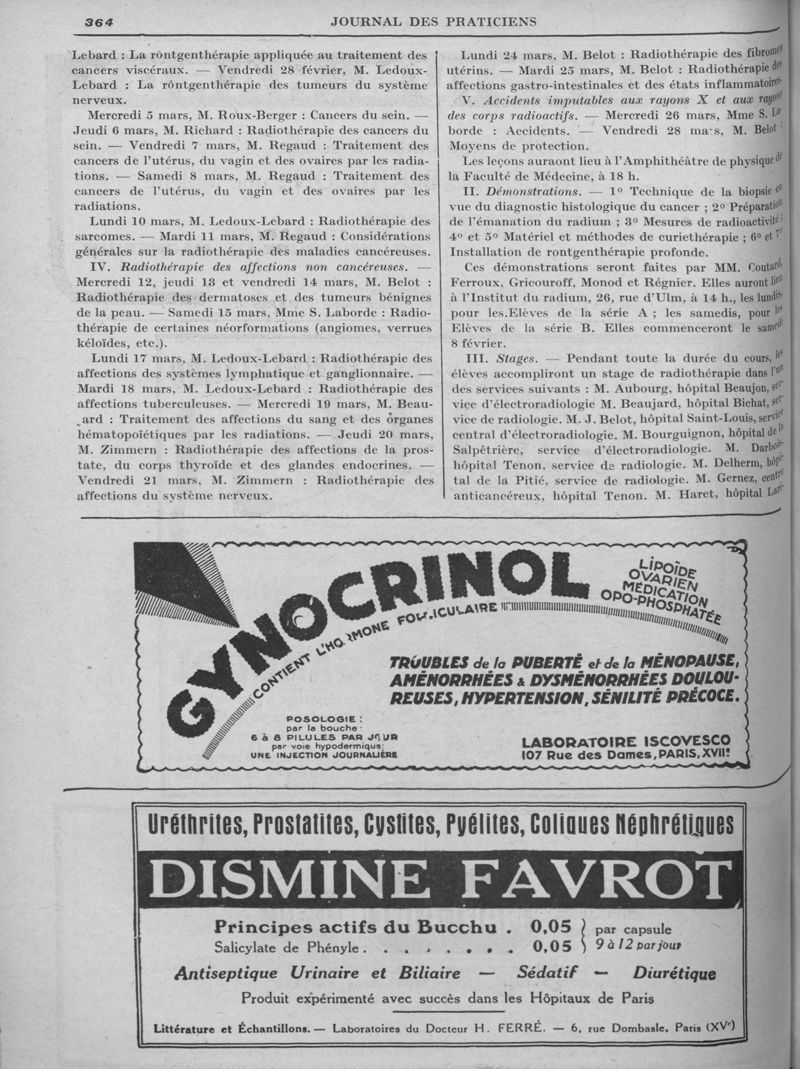 364
JOURNAL DES PRATICIENS
Lebard : La röntgenthérapie appliquée au traitement des
cancers viscéraux. — Vendredi 28 février, M. Ledoux-
Lebard : La röntgenthérapie des tumeurs du système
nerveux.
Mercredi 5 mars, M. Roux-Berger : Cancers du sein. —
Jeudi 6 mars, M. Richard : Radiothérapie des cancers du
sein. — Vendredi 7 mars, M. Regaud : Traitement des
cancers de l'utérus, du vagin et des ovaires par les radia-
tions. — Samedi 8 mars, M. Regaud : Traitement des
cancers de l'utérus, du vagin et des ovaires par les
radiations.
Lundi 10 mars, M. Ledoux-Lebard : Radiothérapie des
sarcomes. — Mardi 11 mars, M. Regaud : Considérations
générales sur la radiothérapie des maladies cancéreuses.
IV. Radiothérapie des affections non cancéreuses. —
Mercredi 12, jeudi 13 et vendredi 14 mars, M. Belot :
Radiothérapie des dermatoses et des tumeurs bénignes
de la peau. — Samedi 15 mars, Mme S. Laborde : Radio-
thérapie de certaines néorformations (angiomes, verrues
kéloïdes, etc.).
Lundi 17 mars, M. Ledoux-Lebard : Radiothérapie des
affections des systèmes lymphatique et ganglionnaire. —
Mardi 18 mars, M. Ledoux-Lebard : Radiothérapie des
affections tuberculeuses. — Mercredi 19 mars, M. Beau-
ard : Traitement des affections du sang et des organes
hématopoïétiques par les radiations. — Jeudi 20 mars,
M. Zimmern : Radiothérapie des affections de la pros-
tate, du corps thyroïde et des glandes endocrines. —
Vendredi 21 mars, M. Zimmern : Radiothérapie des
affections du système nerveux.
Lundi 24 mars, M. Belot : Radiothérapie des fibromes
utérins. — Mardi 25 mars, M. Belot : Radiothérapie des
affections gastro-intestinales et des états inflammatoires.
V. Accidents imputables aux rayons X et aux rayons
des corps radioactifs. — Mercredi 26 mars, Mme S. La-
borde : Accidents. — Vendredi 28 mars, M. Belot :
Moyens de protection.
Les leçons auront lieu à l'Amphithéâtre de physique de
la Faculté de Médecine, à 18 h.
II. Démonstrations. — 1° Technique de la biopsie en
vue du diagnostic histologique du cancer ; 2° Préparation
de l'émanation du radium ; 3° Mesures de radioactivité ;
4° et 5° Matériel et méthodes de curiethérapie ; 6° et 7°
Installation de rontgenthérapie profonde.
Ces démonstrations seront faites par MM. Coutard,
Ferroux, Gricouroff, Monod et Régnier. Elles auront lieu
à l'Institut du radium, 26, rue d'Ulm, à 14 h., les lundis,
pour les.Elèves de la série A ; les samedis, pour les
Elèves de la série B. Elles commenceront le samedi
8 février.
III. Stages. — Pendant toute la durée du cours, les
élèves accompliront un stage de radiothérapie dans l'un
des services suivants : M. Aubourg, hôpital Beaujon, ser-
vice d'électroradiologie M. Beaujard, hôpital Bichat, ser-
vice de radiologie. M. J. Belot, hôpital Saint-Louis, service
central d'électroradiologie. M. Bourguignon, hôpital de la
Salpêtrière, service d'électroradiologie. M. Darbois,
hôpital Tenon, service de radiologie. M. Delherm, hôpi-
tal de la Pitié, service de radiologie. M. Gernez, centre
anticancéreux, hôpital Tenon. M. Haret, hôpital Lari-
GYNOCRINOL
CONTIENT L'HORMONE FOLLICULAIRE
LIPOÏDE
OVARIEN
MÉDICATION
OPO-PHOSPHATÉE
TROUBLES de la PUBERTÉ et de la MÉNOPAUSE,
AMÉNORRHÉES & DYSMÉNORRHÉES DOULOU-
REUSES, HYPERTENSION, SÉNILITÉ PRÉCOCE.
POSOLOGIE :
par la bouche :
6 à 8 PILULES PAR JOUR
par voie hypodermique:
UNE INJECTION JOURNALIÈRE
LABORATOIRE ISCOVESCO
107 Rue des Dames, PARIS, XVII!
Uréthrites, Prostatites, Cystites, Pyélites, Coliques Néphrétiques
DISMINE FAVROT
Principes actifs du Bucchu . 0,05 } par capsule
Salicylate de Phényle . . . . . . . . 0,05 } 9 à 12 par jour
Antiseptique Urinaire et Biliaire — Sédatif — Diurétique
Produit expérimenté avec succès dans les Hôpitaux de Paris
Littérature et Échantillons. — Laboratoires du Docteur H. FERRÉ. — 6, rue Dombasle, Paris (XVe)